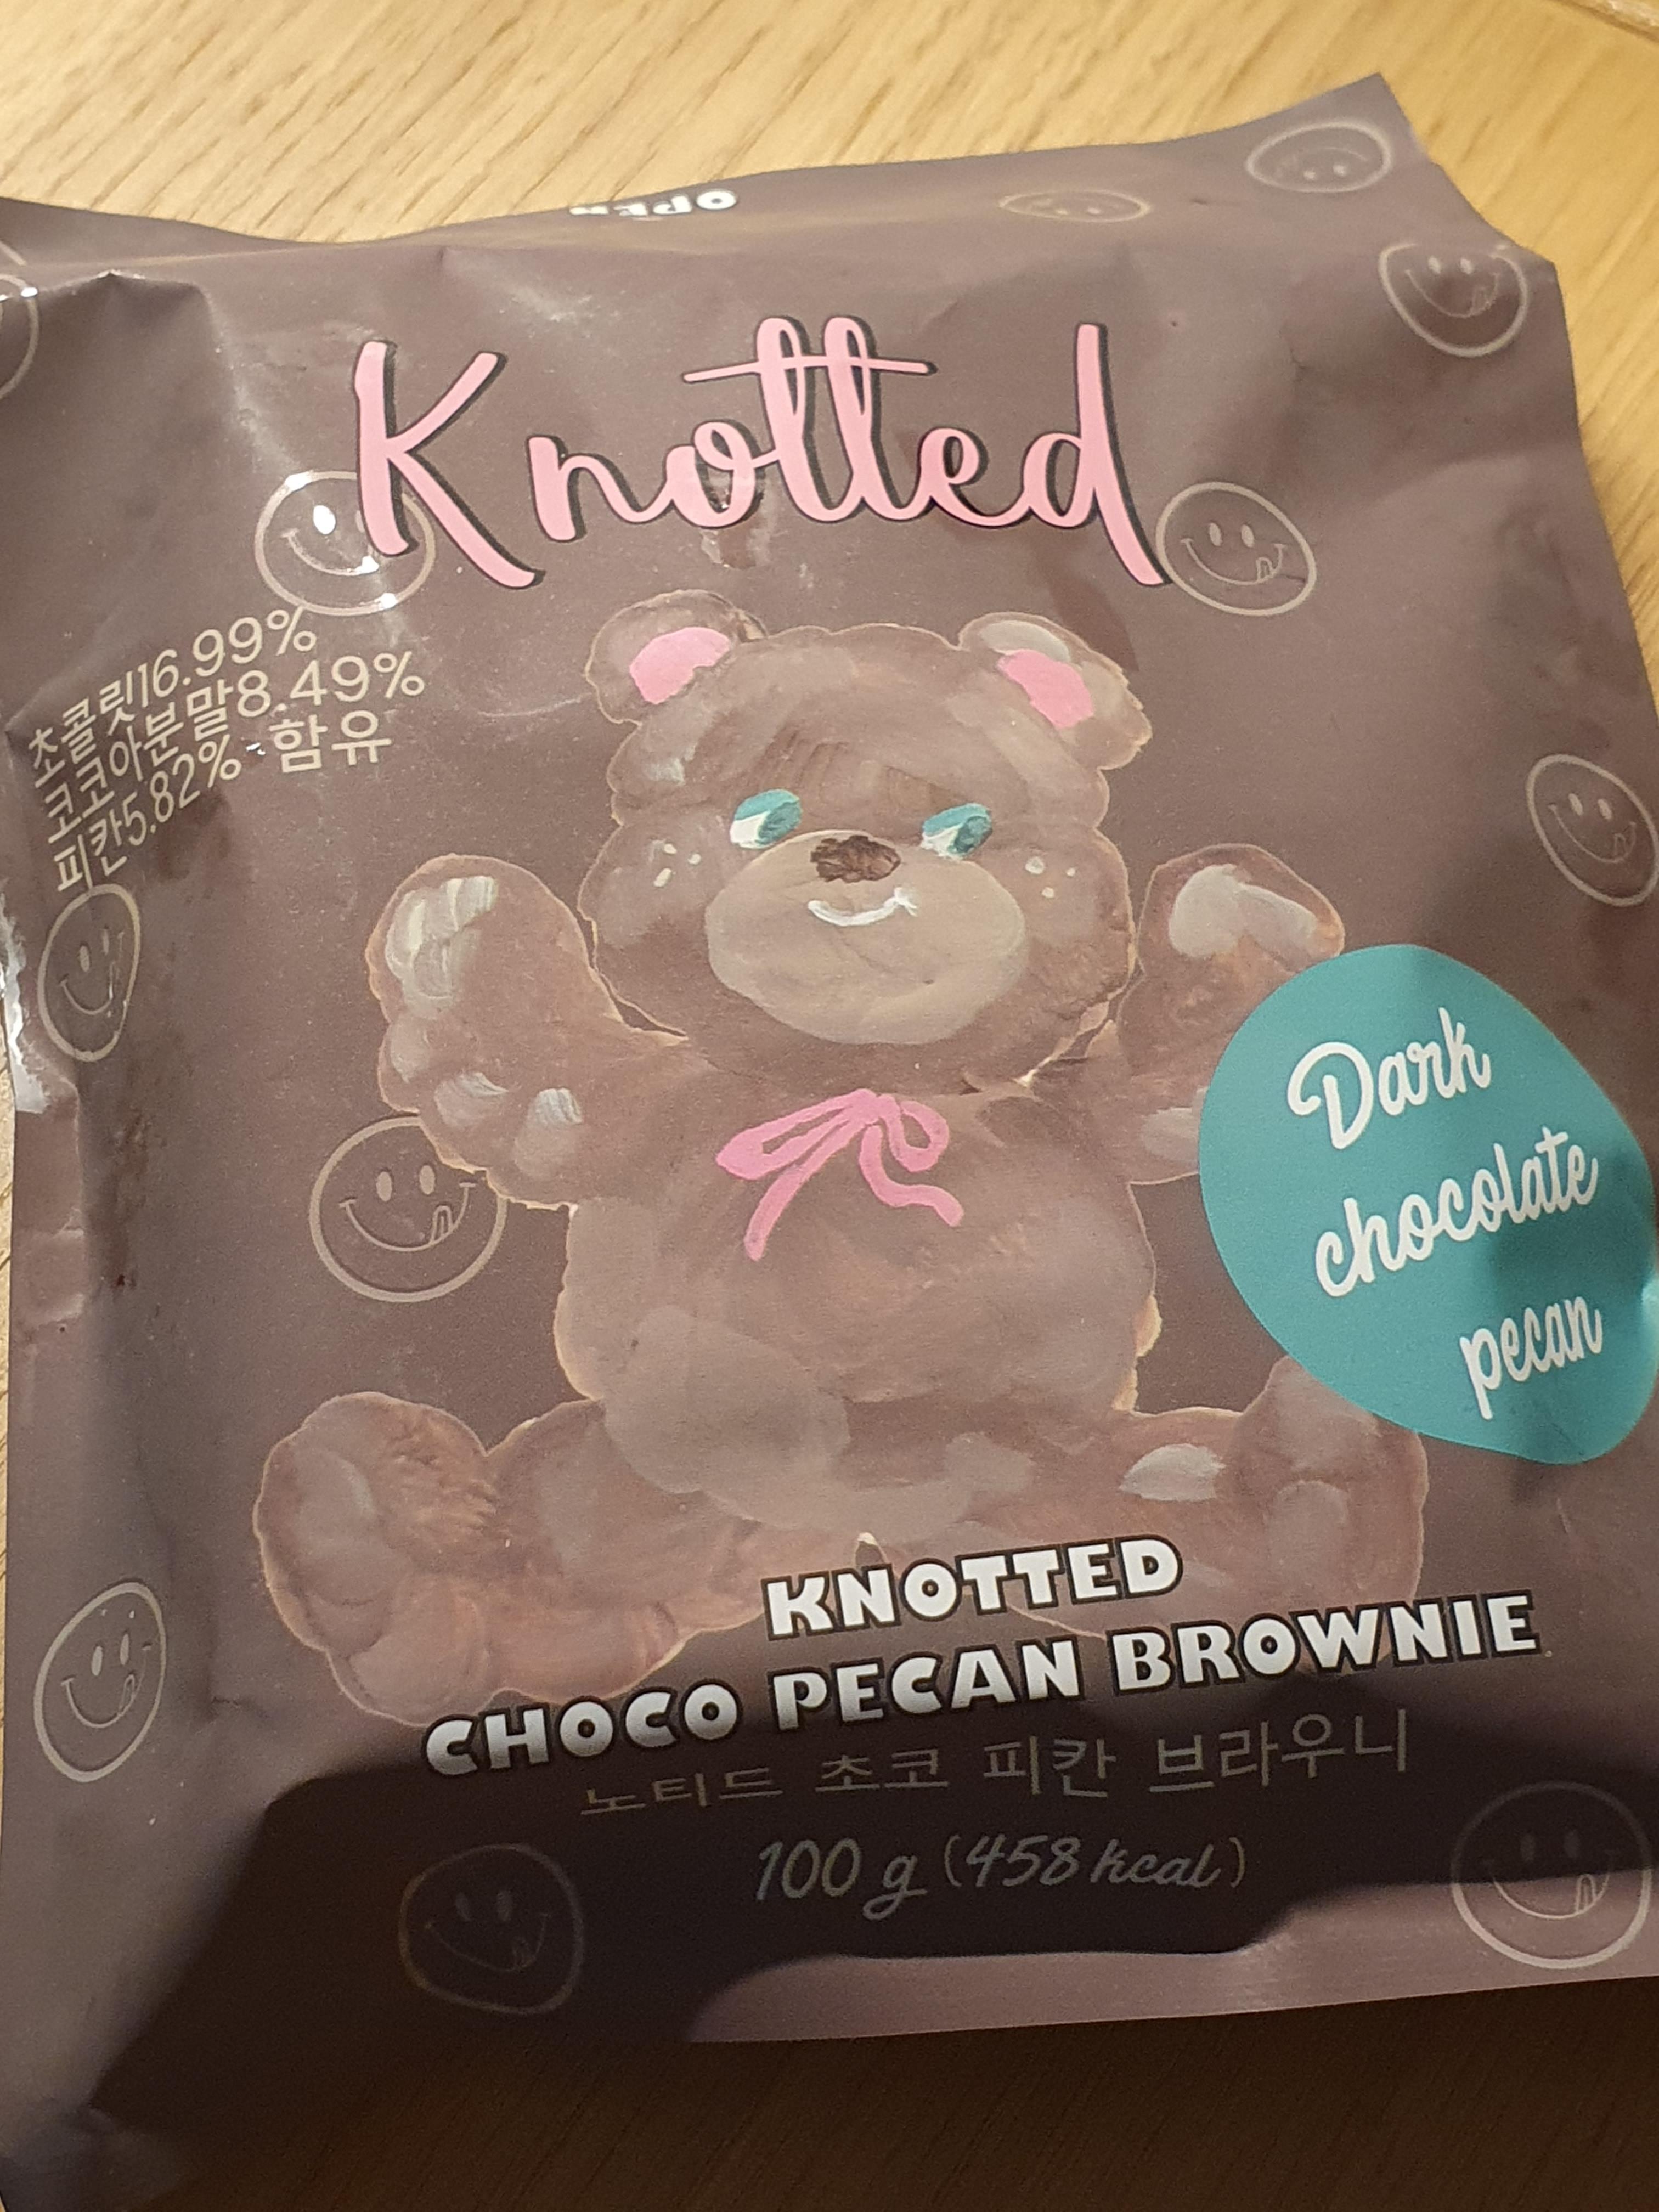 OPEN
Knotted
초콜릿16.99%
코코아분말8.49%
피칸5.82% 함유
Dark
chocolate
pecan
KNOTTED
CHOCO PECAN BROWNIE
노티드 초코 피칸 브라우니
100 g (458 kcal)